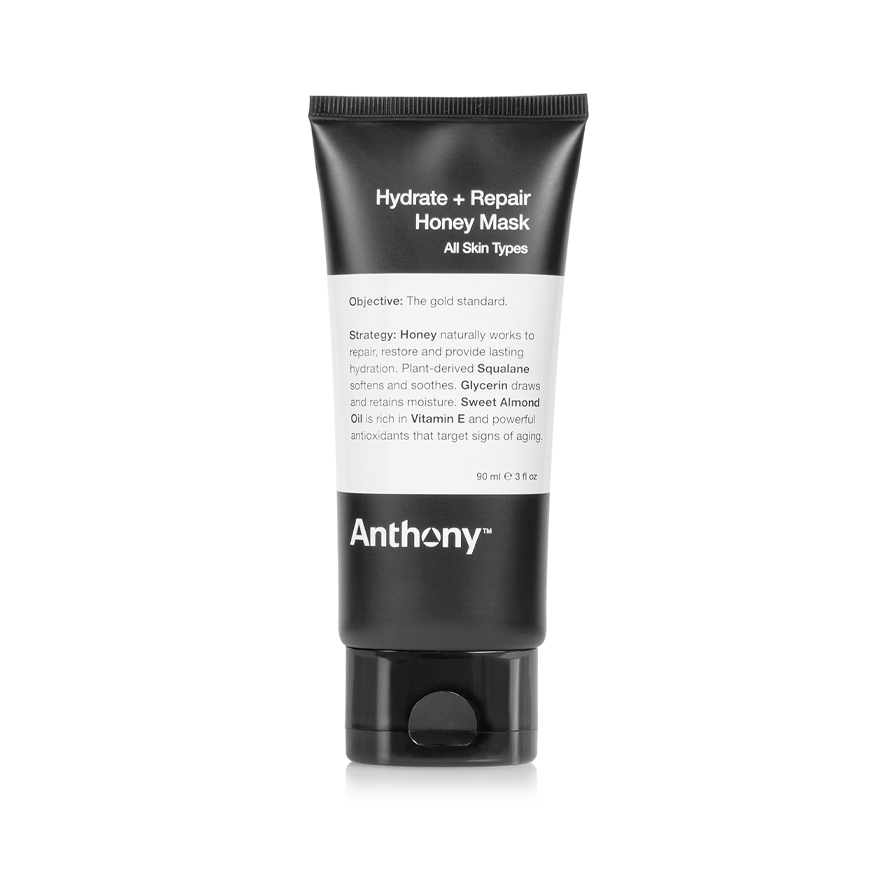 Hydrate + Repair
Honey Mask
All Skin Types
Objective: The gold standard.
Strategy: Honey naturally works to
repair, restore and provide lasting
hydration. Plant-derived Squalane
softens and soothes. Glycerin draws
and retains moisture. Sweet Almond
Oil is rich in Vitamin E and powerful
antioxidants that target signs of aging.
90 ml ℮ 3 fl oz
Anthony™